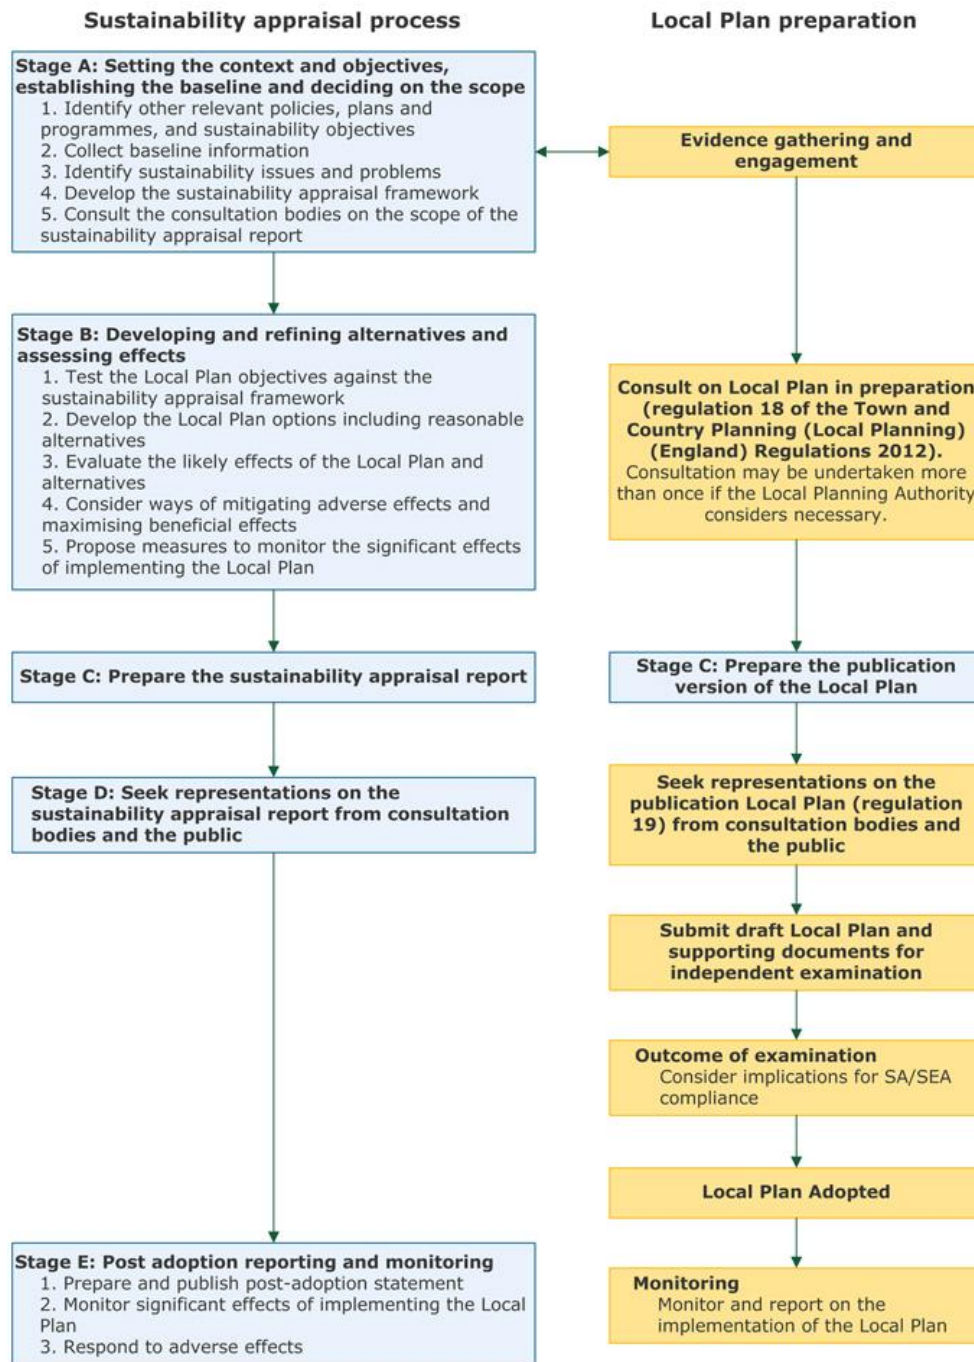 Sustainability appraisal process
Local Plan preparation
Stage A: Setting the context and objectives,
establishing the baseline and deciding on the scope
1. Identify other relevant policies, plans and
programmes, and sustainability objectives
2. Collect baseline information
3. Identify sustainability issues and problems
4. Develop the sustainability appraisal framework
5. Consult the consultation bodies on the scope of the
sustainability appraisal report
Evidence gathering and
engagement
Stage B: Developing and refining alternatives and
assessing effects
1. Test the Local Plan objectives against the
sustainability appraisal framework
2. Develop the Local Plan options including reasonable
alternatives
3. Evaluate the likely effects of the Local Plan and
alternatives
4. Consider ways of mitigating adverse effects and
maximising beneficial effects
5. Propose measures to monitor the significant effects
of implementing the Local Plan
Consult on Local Plan in preparation
(regulation 18 of the Town and
Country Planning (Local Planning)
(England) Regulations 2012).
Consultation may be undertaken more
than once if the Local Planning Authority
considers necessary.
Stage C: Prepare the sustainability appraisal report
Stage C: Prepare the publication
version of the Local Plan
Stage D: Seek representations on the
sustainability appraisal report from consultation
bodies and the public
Seek representations on the
publication Local Plan (regulation
19) from consultation bodies and
the public
Submit draft Local Plan and
supporting documents for
independent examination
Outcome of examination
Consider implications for SA/SEA
compliance
Local Plan Adopted
Stage E: Post adoption reporting and monitoring
1. Prepare and publish post-adoption statement
2. Monitor significant effects of implementing the Local
Plan
3. Respond to adverse effects
Monitoring
Monitor and report on the
implementation of the Local Plan